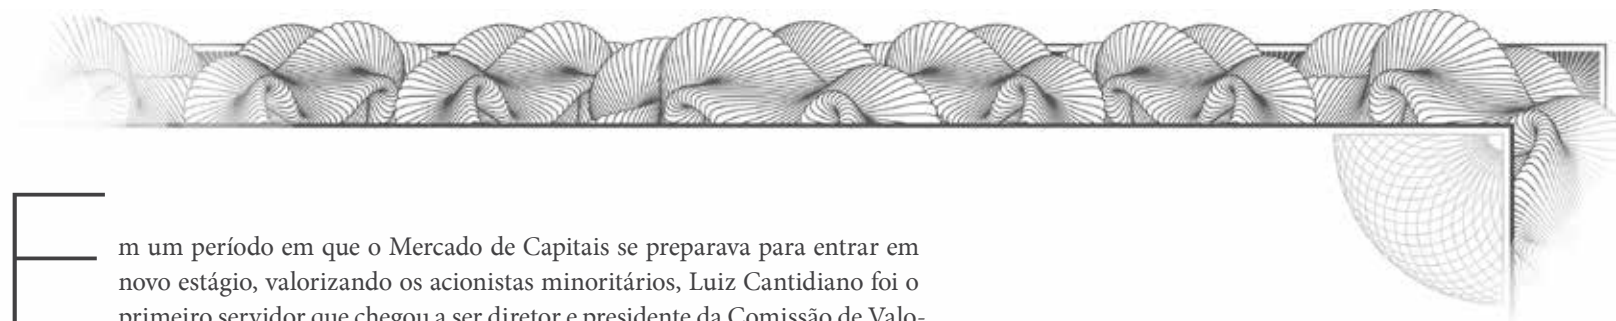 Em um período em que o Mercado de Capitais se preparava para entrar em
novo estágio, valorizando os acionistas minoritários, Luiz Cantidiano foi o
primeiro servidor que chegou a ser diretor e presidente da Comissão de Valo-